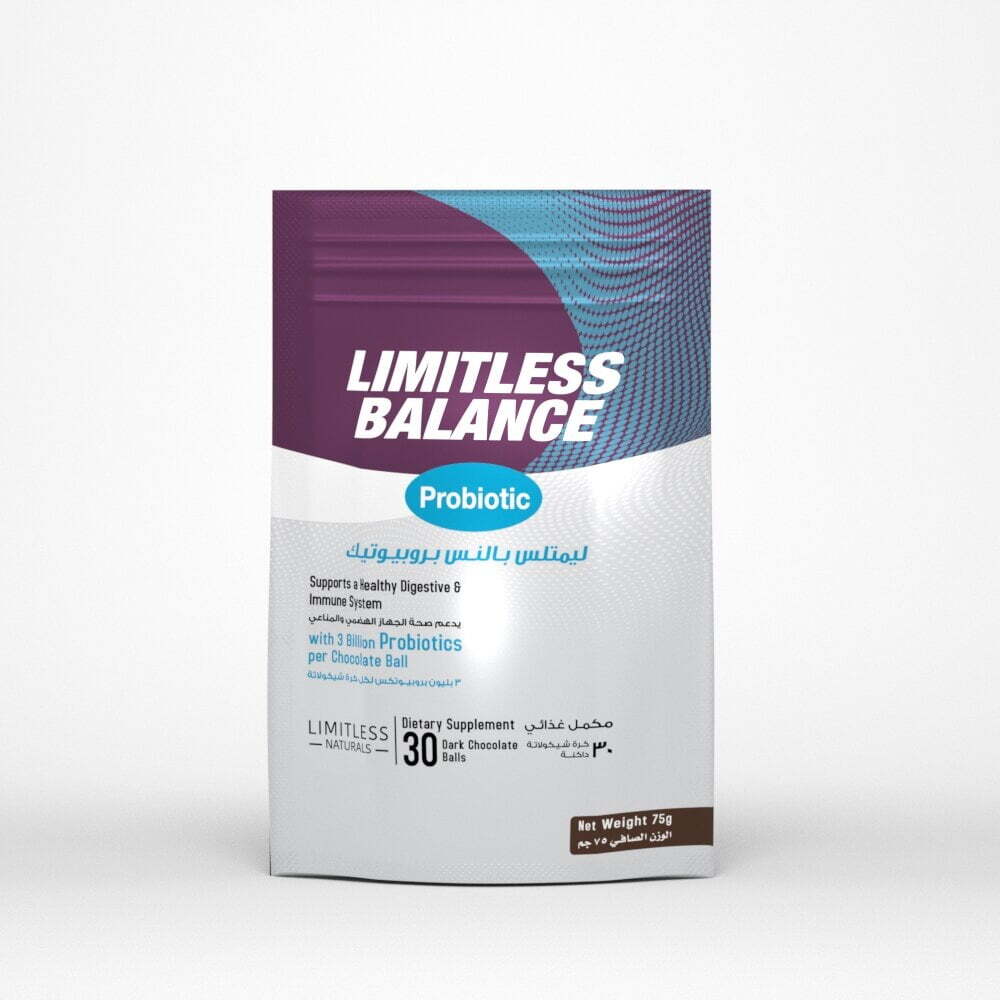 LIMITLESS
BALANCE
Probiotic
ليمتلس بالنس بروبيوتيك
Supports a Healthy Digestive &
Immune System
يدعم صحة الجهاز الهضمي والمناعي
with 3 Billion Probiotics
per Chocolate Ball
٣ بليون بروبيوتكس لكل كرة شيكولاتة
LIMITLESS
NATURALS
Dietary Supplement
30 Dark Chocolate
Balls
مكمل غذائي
٣٠ كرة شيكولاتة
داكنة
Net Weight 75g
الوزن الصافي ٧٥ جم